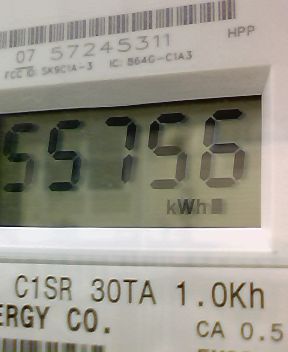 07 57245311
HPP
FCC ID: SK9C1A-3 IC: 864G-C1A3
55756
kWh
C1SR 30TA 1.0Kh
ERGY CO.
CA 0.5